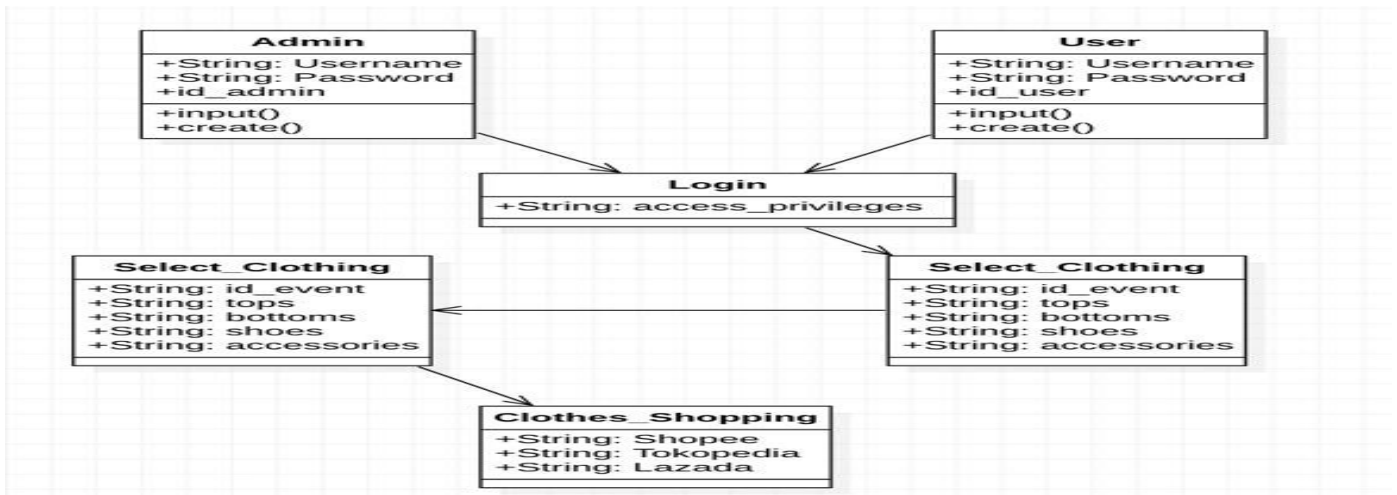 Admin
+String: Username
+String: Password
+id_admin
+input()
+create()
User
+String: Username
+String: Password
+id_user
+input()
+create()
Login
+String: access_privileges
Select_Clothing
+String: id_event
+String: tops
+String: bottoms
+String: shoes
+String: accessories
Select_Clothing
+String: id_event
+String: tops
+String: bottoms
+String: shoes
+String: accessories
Clothes_Shopping
+String: Shopee
+String: Tokopedia
+String: Lazada